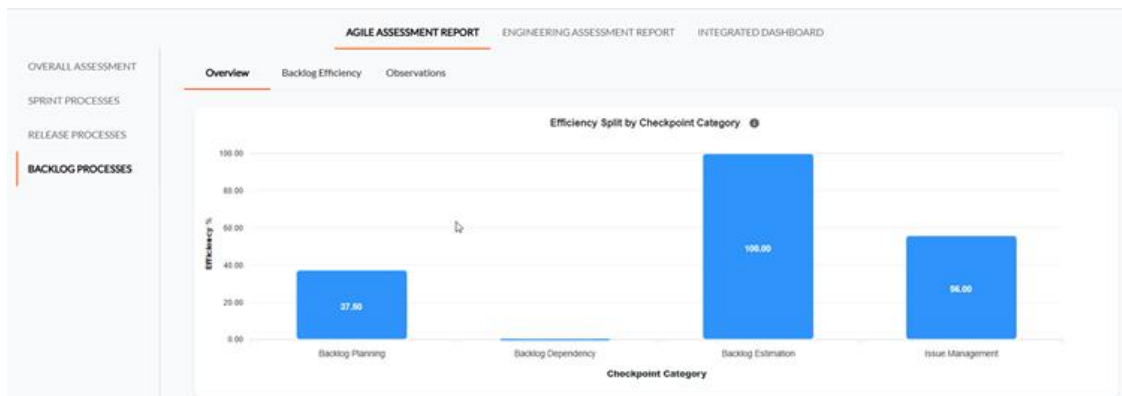 AGILE ASSESSMENT REPORT ENGINEERING ASSESSMENT REPORT INTEGRATED DASHBOARD
OVERALL ASSESSMENT
SPRINT PROCESSES
RELEASE PROCESSES
BACKLOG PROCESSES
Overview Backlog Efficiency Observations
Efficiency Split by Checkpoint Category
Efficiency %
100.00
80.00
60.00
40.00
20.00
0.00
37.50
100.00
56.00
Backlog Planning Backlog Dependency Backlog Estimation Issue Management
Checkpoint Category